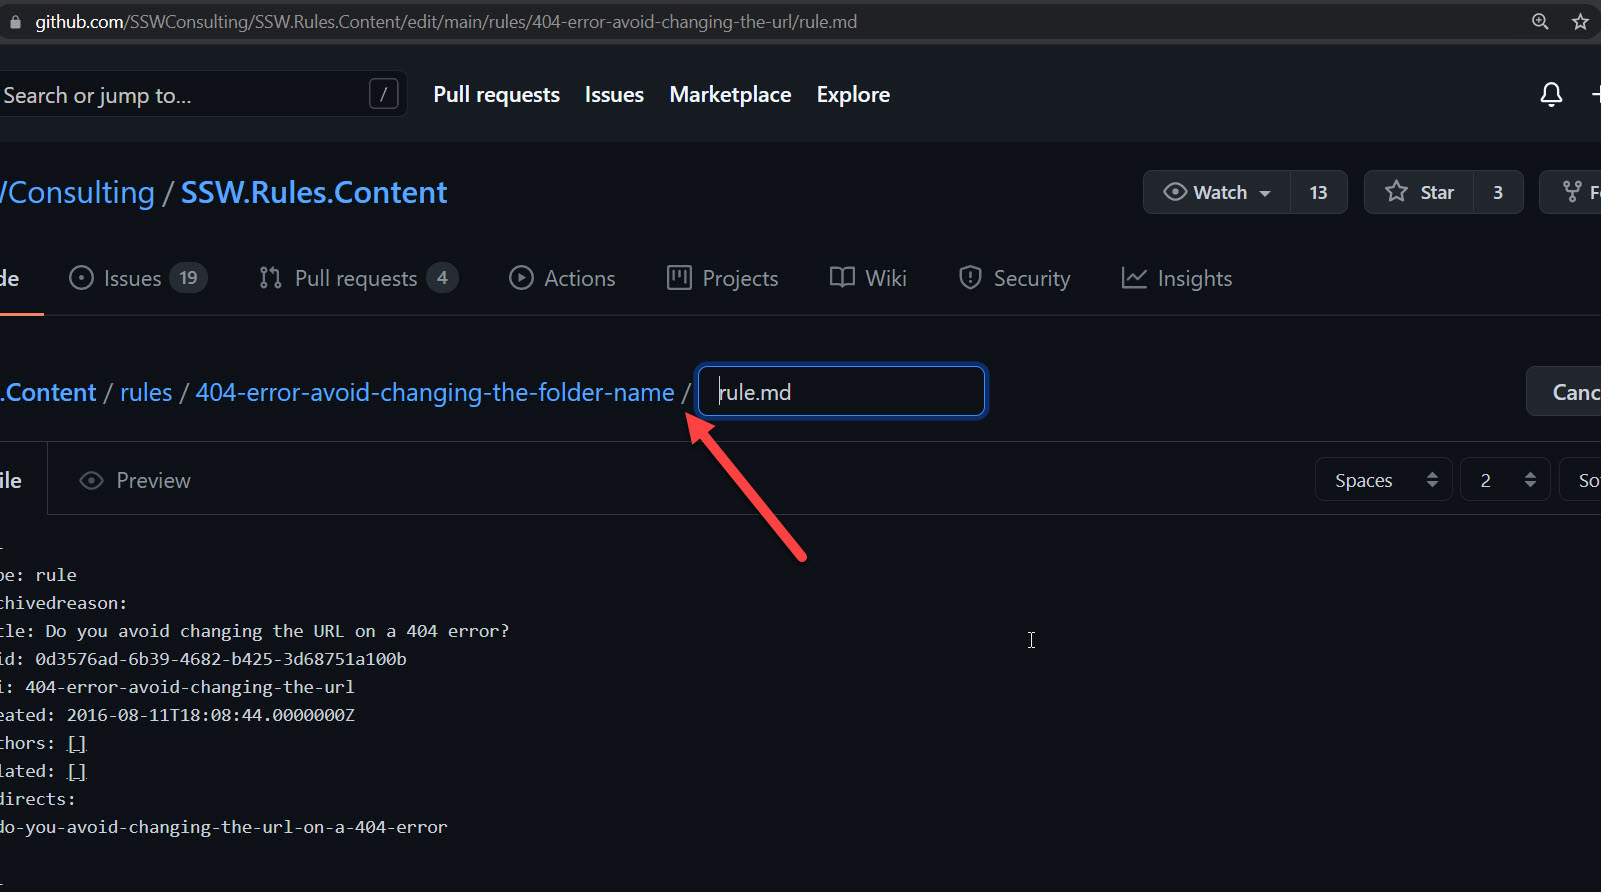 github.com/SSWConsulting/SSW.Rules.Content/edit/main/rules/404-error-avoid-changing-the-url/rule.md
Search or jump to... /
Pull requests Issues Marketplace Explore
Consulting / SSW.Rules.Content
Watch 13 Star 3
de Issues 19 Pull requests 4 Actions Projects Wiki Security Insights
.Content / rules / 404-error-avoid-changing-the-folder-name / rule.md Canc
ile Preview Spaces 2 So
pe: rule
chivedreason:
tle: Do you avoid changing the URL on a 404 error?
id: 0d3576ad-6b39-4682-b425-3d68751a100b
i: 404-error-avoid-changing-the-url
eated: 2016-08-11T18:08:44.0000000Z
thors: []
lated: []
directs:
do-you-avoid-changing-the-url-on-a-404-error